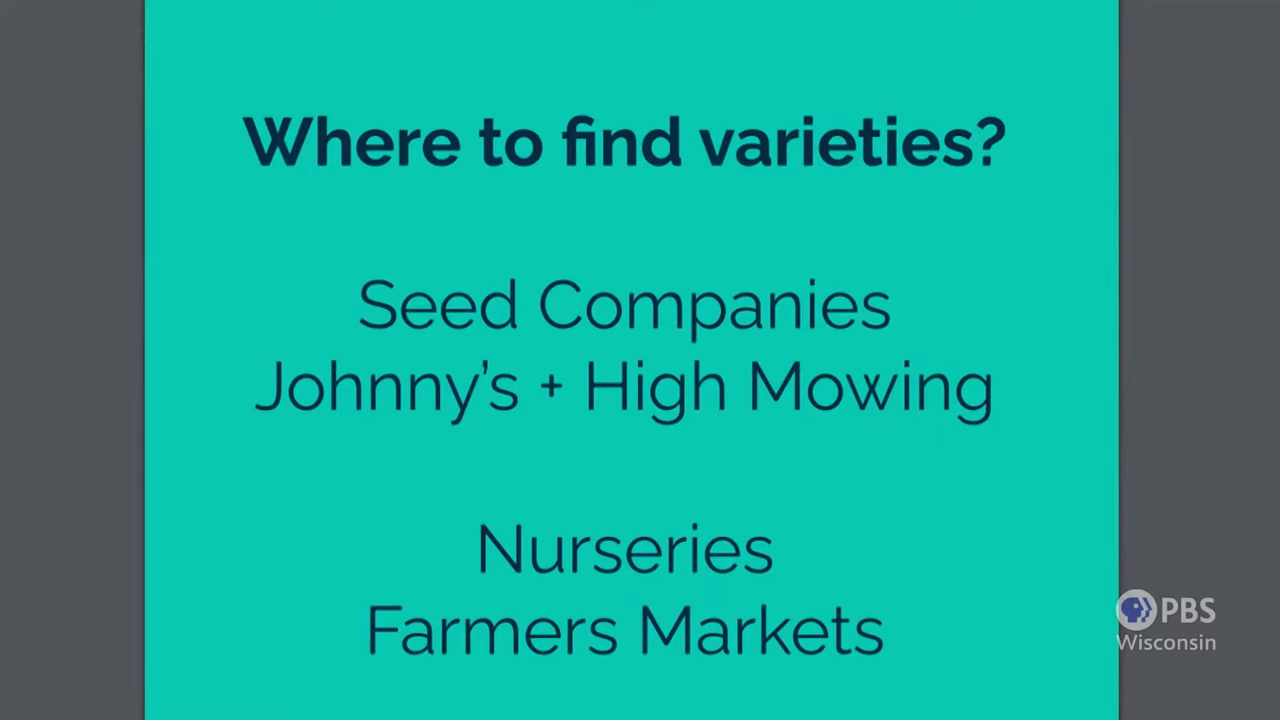 Where to find varieties?
Seed Companies
Johnny's + High Mowing
Nurseries
Farmers Markets
PBS
Wisconsin